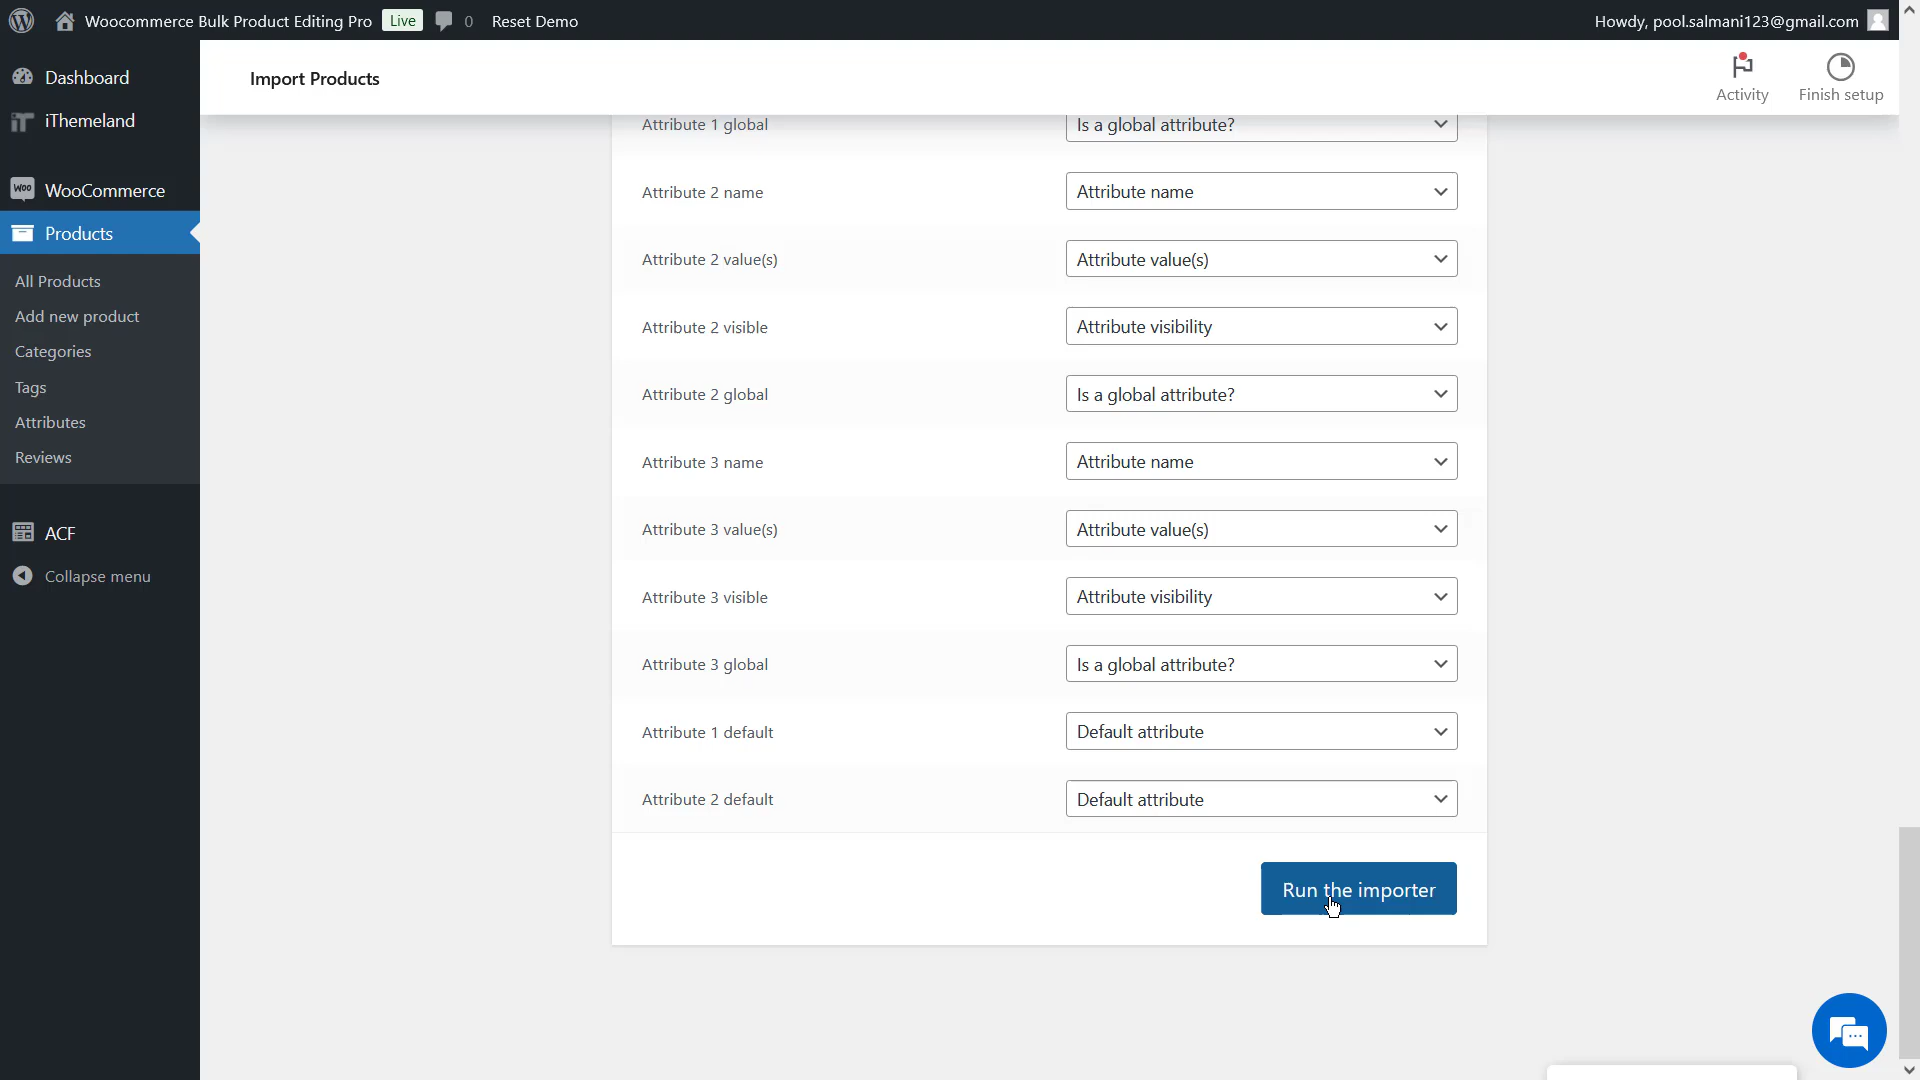 Woocommerce Bulk Product Editing Pro Live 0 Reset Demo Howdy, pool.salmani123@gmail.com
Dashboard
iThemeland
WooCommerce
Products
All Products
Add new product
Categories
Tags
Attributes
Reviews
ACF
Collapse menu
Import Products
Activity
Finish setup
Attribute 1 global Is a global attribute?
Attribute 2 name Attribute name
Attribute 2 value(s) Attribute value(s)
Attribute 2 visible Attribute visibility
Attribute 2 global Is a global attribute?
Attribute 3 name Attribute name
Attribute 3 value(s) Attribute value(s)
Attribute 3 visible Attribute visibility
Attribute 3 global Is a global attribute?
Attribute 1 default Default attribute
Attribute 2 default Default attribute
Run the importer